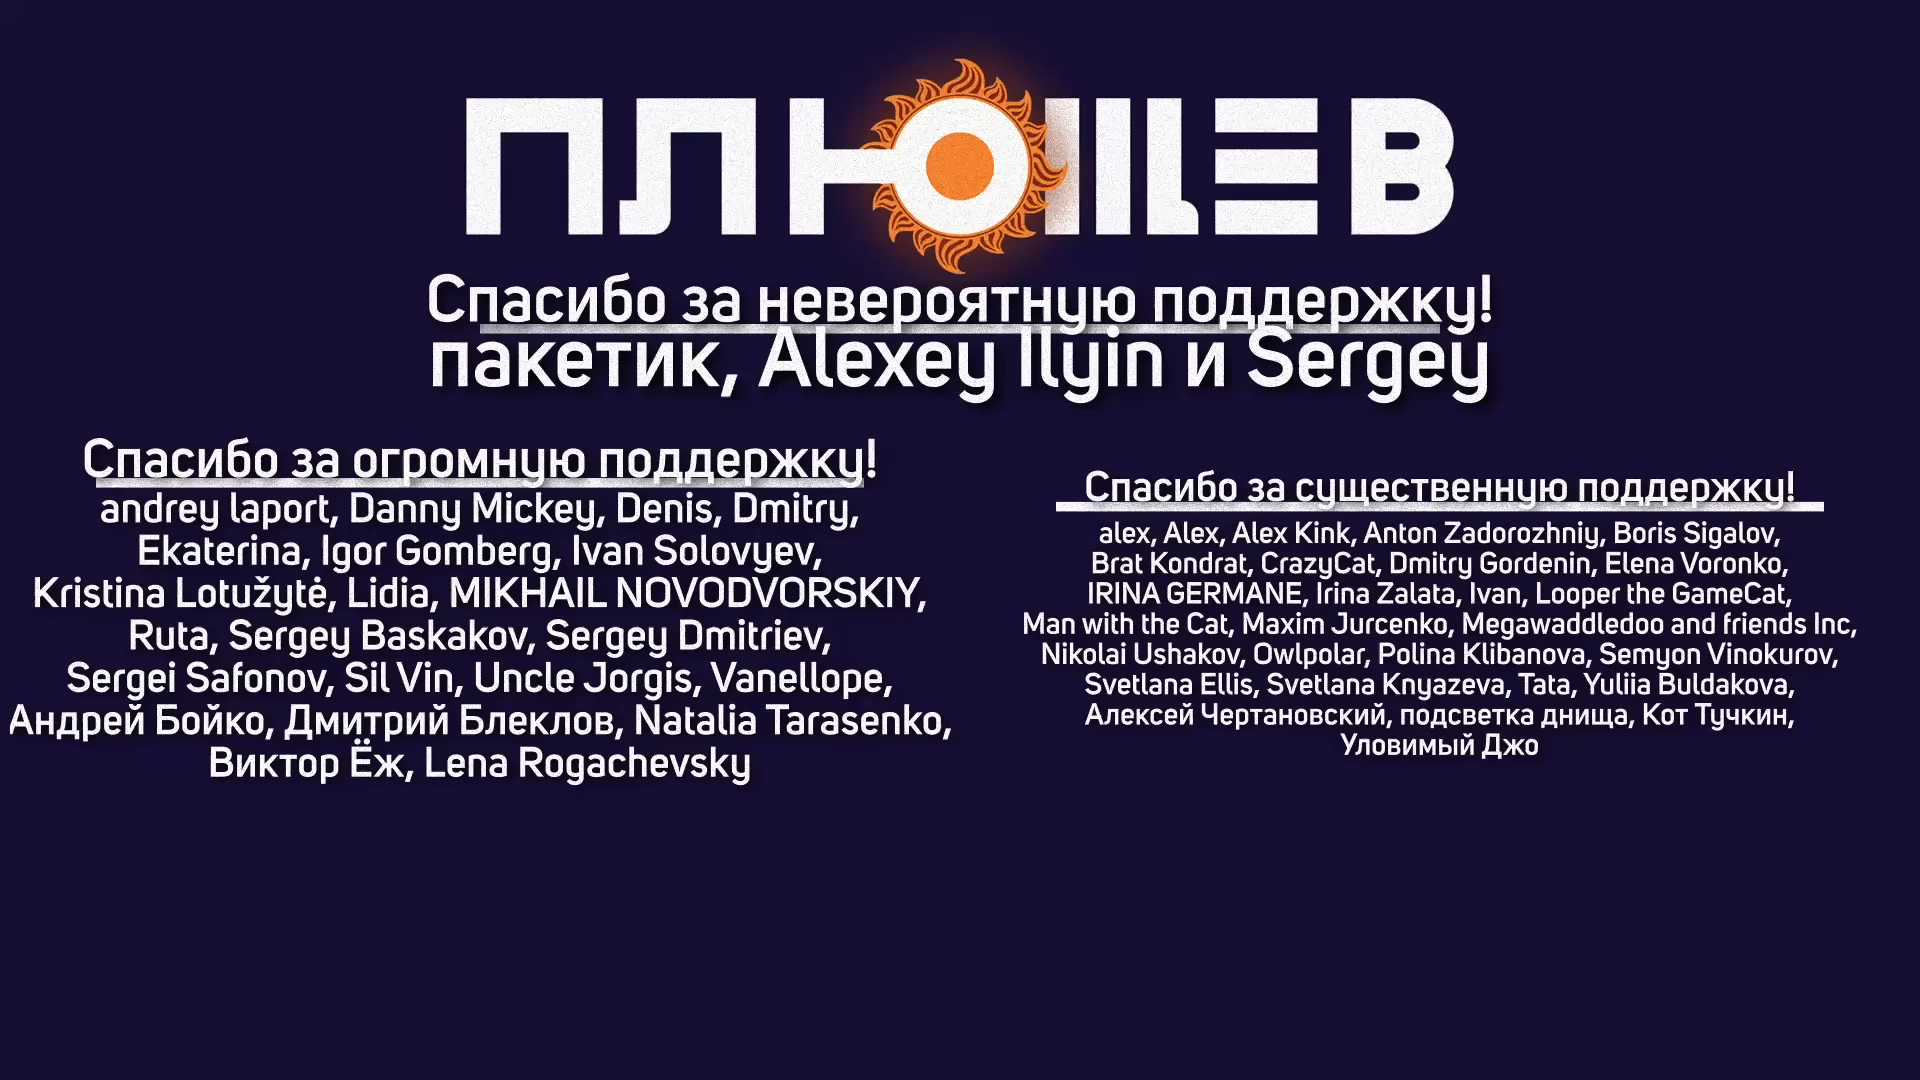 ПЛЮЩЕВ
Спасибо за невероятную поддержку!
пакетик, Alexey Ilyin и Sergey
Спасибо за огромную поддержку!
andrey laport, Danny Mickey, Denis, Dmitry,
Ekaterina, Igor Gomberg, Ivan Solovyev,
Kristina Lotužytė, Lidia, MIKHAIL NOVODVORSKIY,
Ruta, Sergey Baskakov, Sergey Dmitriev,
Sergei Safonov, Sil Vin, Uncle Jorgis, Vanellope,
Андрей Бойко, Дмитрий Блеклов, Natalia Tarasenko,
Виктор Ёж, Lena Rogachevsky
Спасибо за существенную поддержку!
alex, Alex, Alex Kink, Anton Zadorozhniy, Boris Sigalov,
Brat Kondrat, CrazyCat, Dmitry Gordenin, Elena Voronko,
IRINA GERMANE, Irina Zalata, Ivan, Looper the GameCat,
Man with the Cat, Maxim Jurcenko, Megawaddledoo and friends Inc,
Nikolai Ushakov, Owlpolar, Polina Klibanova, Semyon Vinokurov,
Svetlana Ellis, Svetlana Knyazeva, Tata, Yuliia Buldakova,
Алексей Чертановский, подсветка днища, Кот Тучкин,
Уловимый Джо